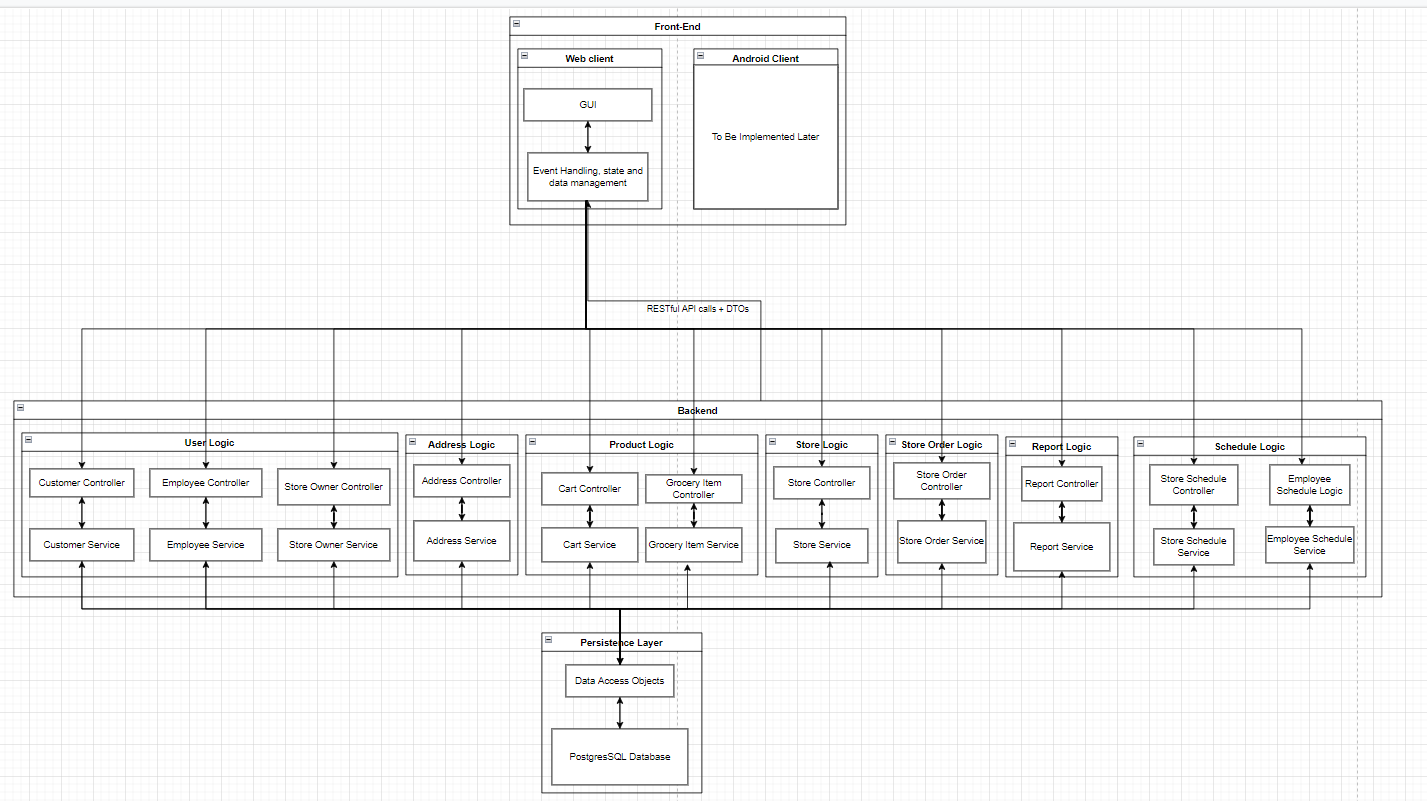 Front-End
Web client
Android Client
GUI
To Be Implemented Later
Event Handling, state and
data management
RESTful API calls + DTOs
Backend
User Logic
Customer Controller
Employee Controller
Store Owner Controller
Customer Service
Employee Service
Store Owner Service
Address Logic
Address Controller
Address Service
Product Logic
Cart Controller
Grocery Item
Controller
Cart Service
Grocery Item Service
Store Logic
Store Controller
Store Service
Store Order Logic
Store Order
Controller
Store Order Service
Report Logic
Report Controller
Report Service
Schedule Logic
Store Schedule
Controller
Employee
Schedule Logic
Store Schedule
Service
Employee Schedule
Service
Persistence Layer
Data Access Objects
PostgresSQL Database